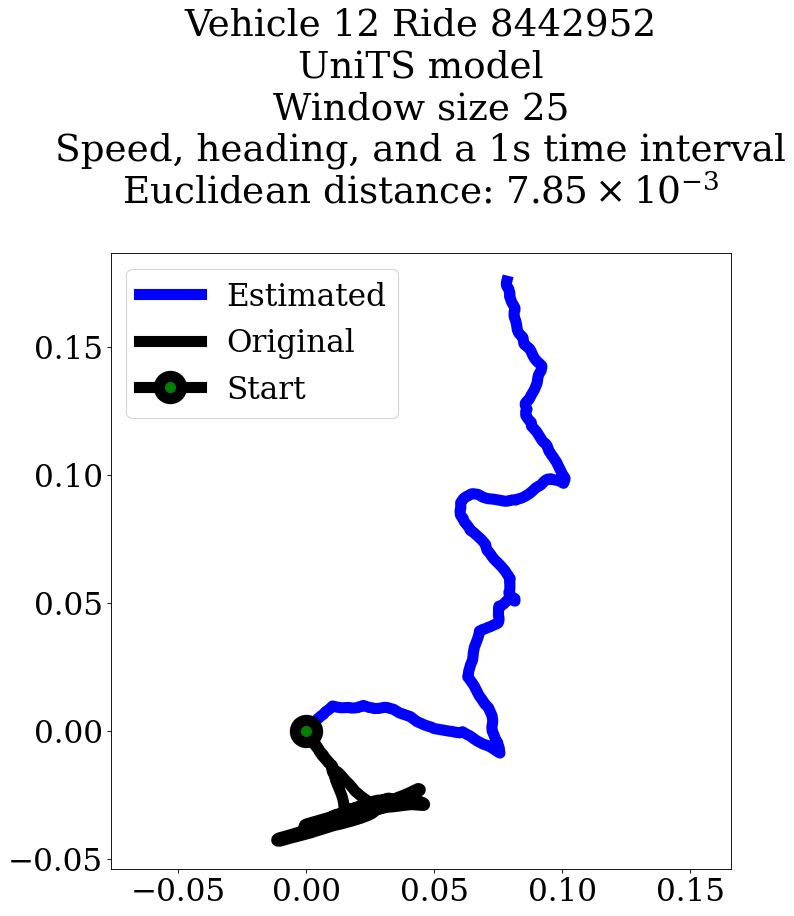 Vehicle 12 Ride 8442952
UniTS model
Window size 25
Speed, heading, and a 1s time interval
Euclidean distance: 7.85 × 10⁻³
Estimated
Original
Start
0.15
0.10
0.05
0.00
−0.05
−0.05 0.00 0.05 0.10 0.15